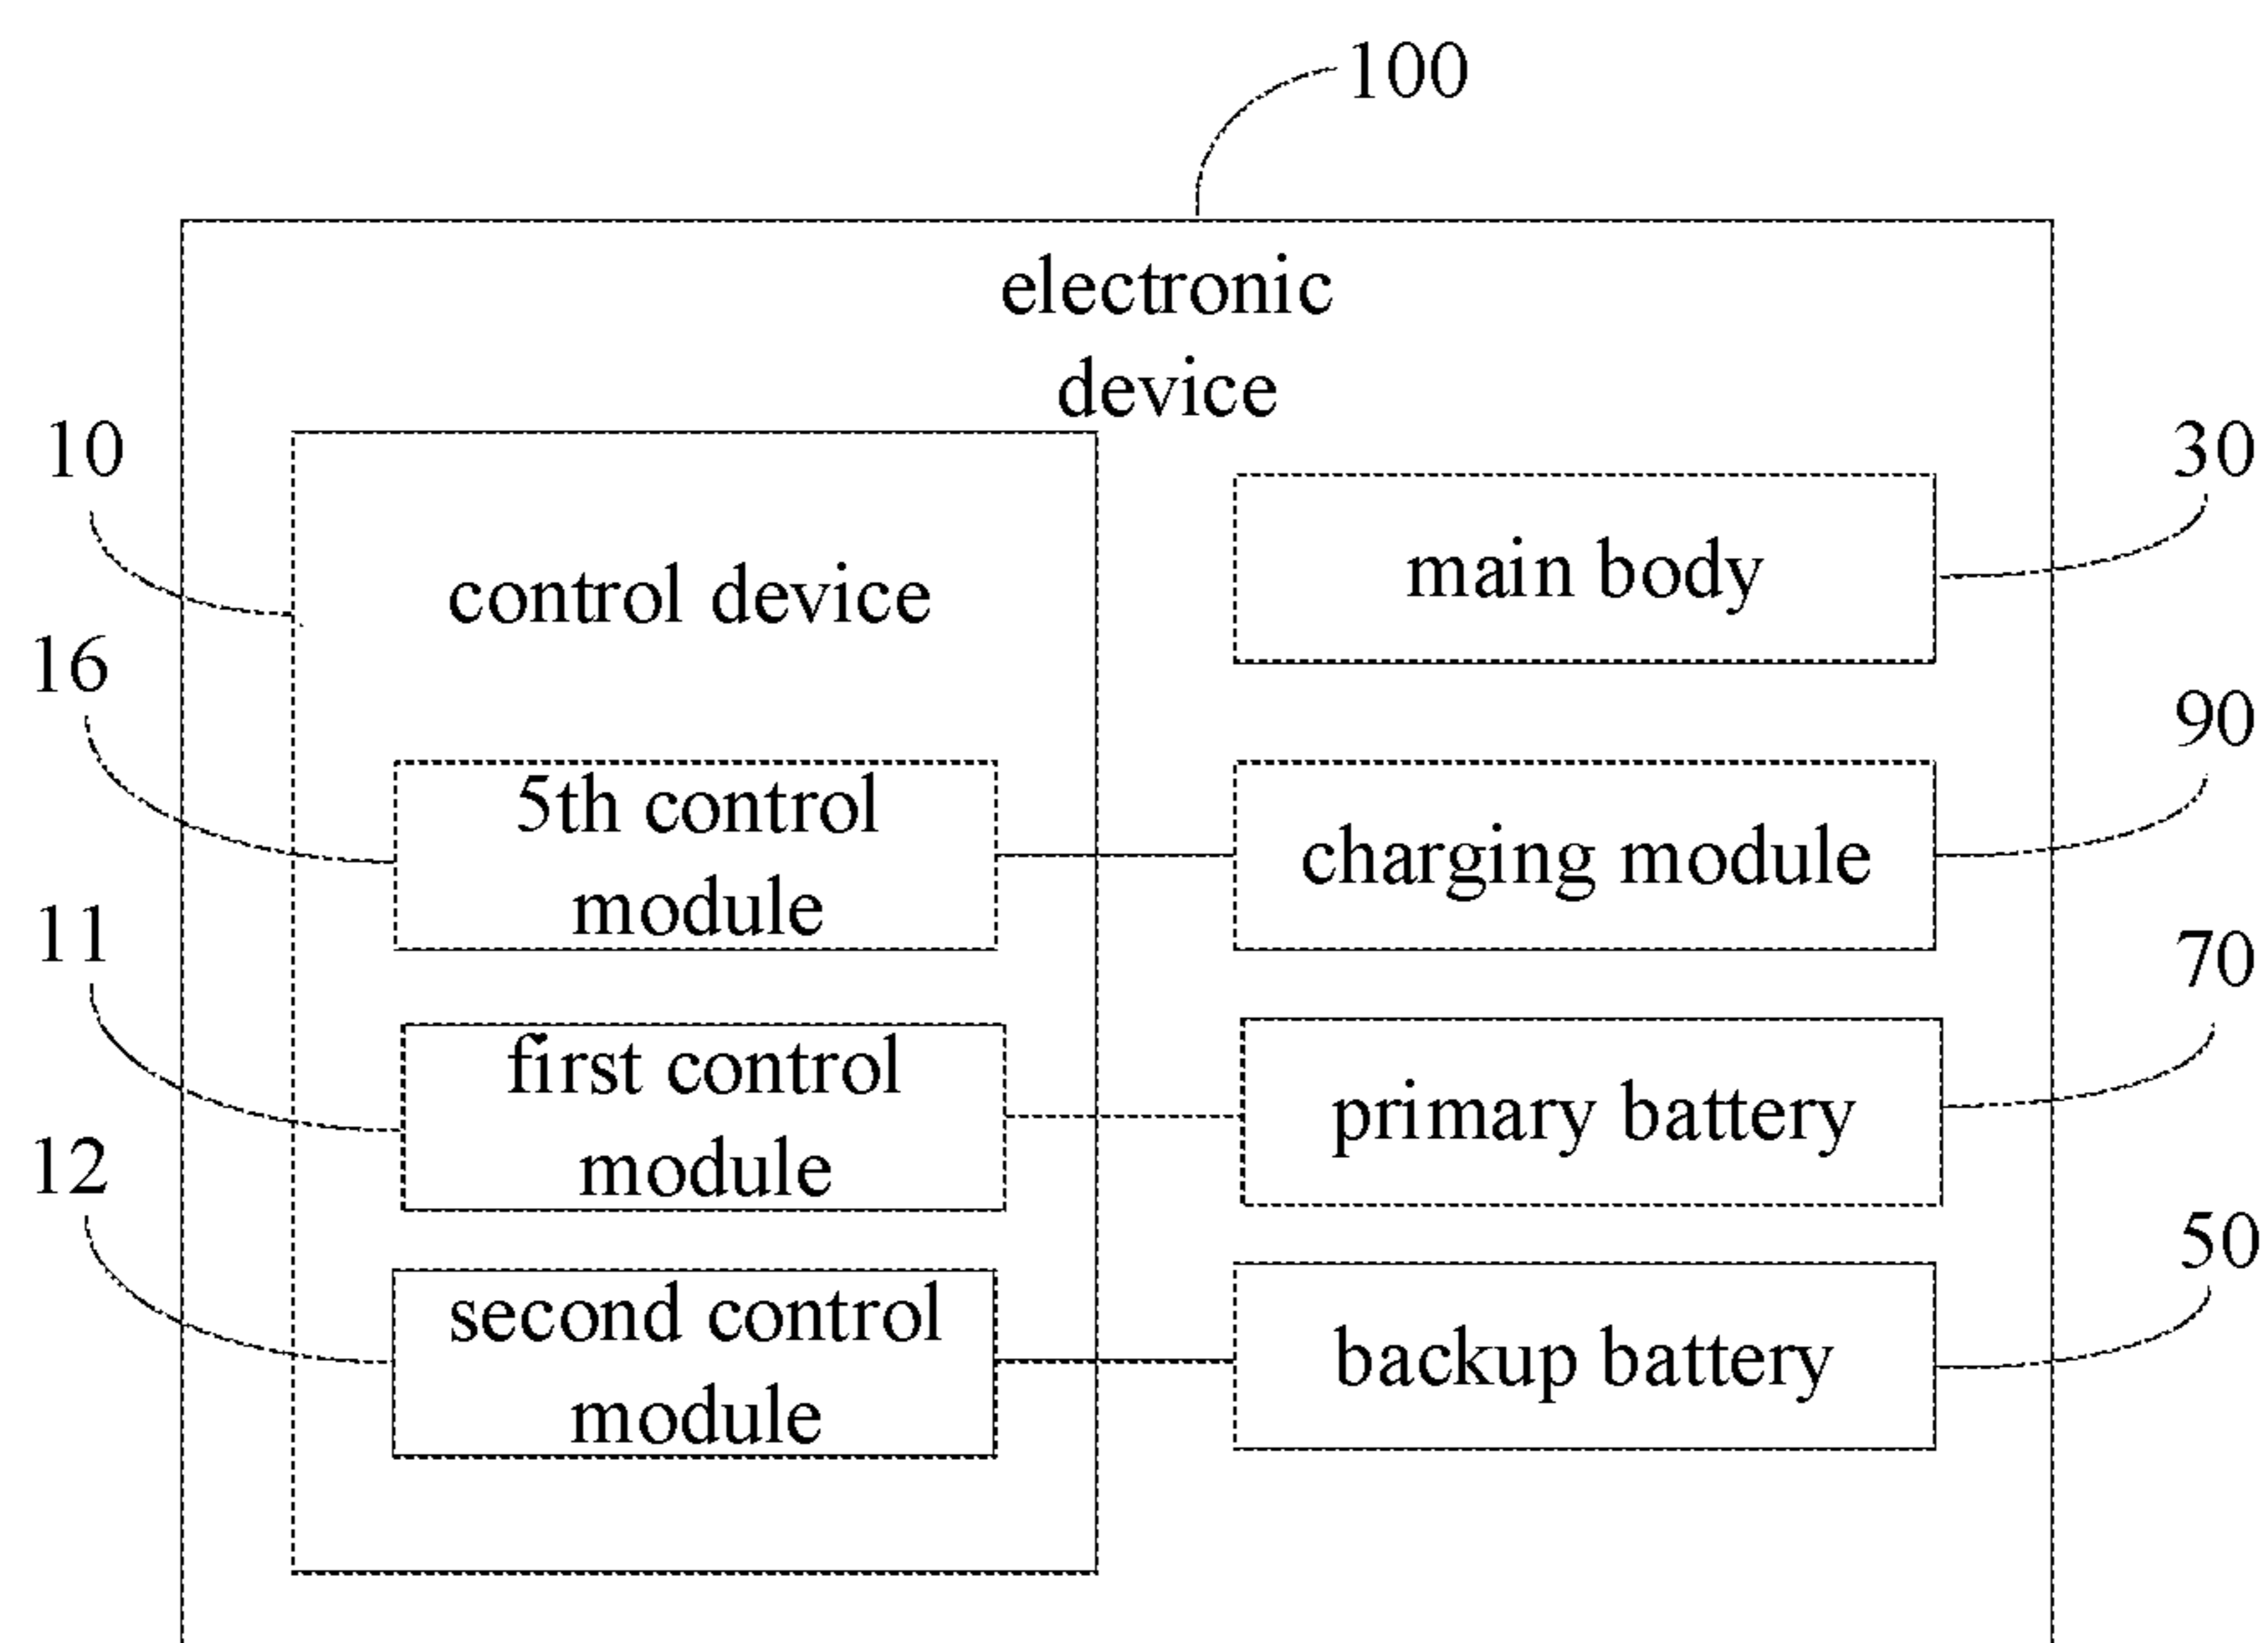 100
electronic
device
10
30
control device
main body
16
90
5th control
module
charging module
11
70
first control
module
primary battery
12
50
second control
module
backup battery